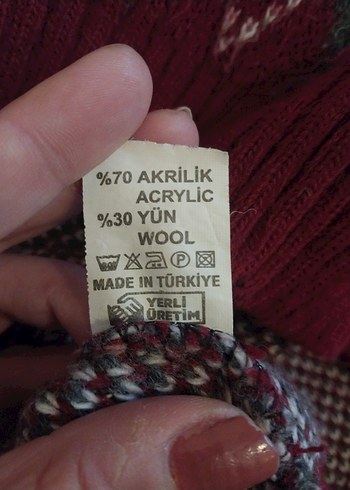 %70 AKRİLİK
ACRYLIC
%30 YÜN
WOOL
MADE IN TÜRKİYE
YERLİ
ÜRETİM